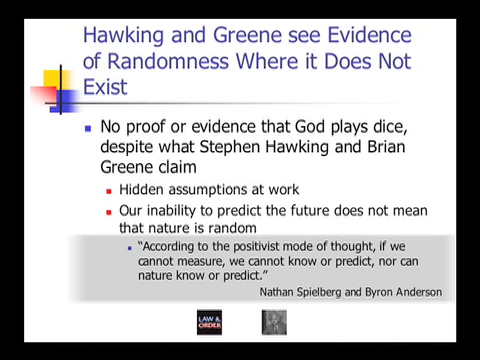 Hawking and Greene see Evidence
of Randomness Where it Does Not
Exist
No proof or evidence that God plays dice,
despite what Stephen Hawking and Brian
Greene claim
Hidden assumptions at work
Our inability to predict the future does not mean
that nature is random
“According to the positivist mode of thought, if we
cannot measure, we cannot know or predict, nor can
nature know or predict.”
Nathan Spielberg and Byron Anderson
LAW &
ORDER